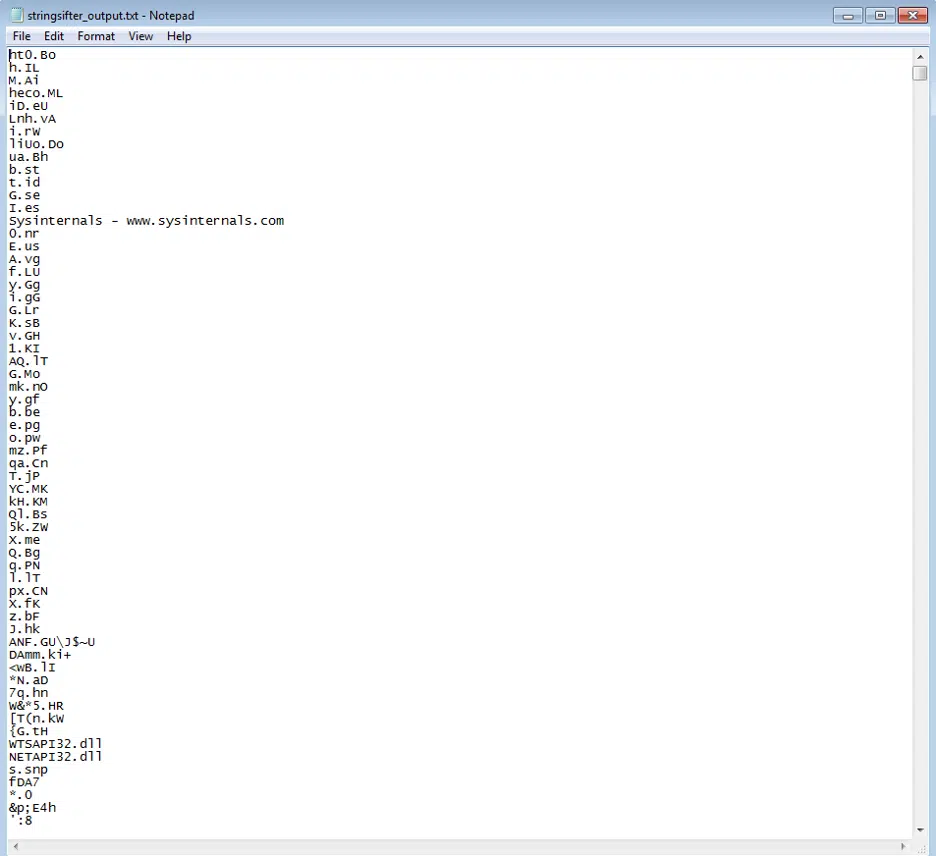 stringsifter_output.txt - Notepad
File Edit Format View Help
ht0.Bo
h.IL
M.Ai
heco.ML
iD.eU
Lnh.vA
i.rW
liUo.Do
ua.Bh
b.st
t.id
G.se
I.es
Sysinternals - www.sysinternals.com
0.nr
E.us
A.vg
f.LU
y.Gg
i.gG
G.Lr
K.sB
v.GH
1.KI
AQ.lT
G.Mo
mk.nO
y.gf
b.be
e.pg
o.pw
mz.Pf
qa.Cn
T.jP
YC.MK
kH.KM
Ql.Bs
5k.ZW
X.me
Q.Bg
q.PN
l.lT
px.CN
X.fK
z.bF
J.hk
ANF.GU\J$~U
DAmm.ki+
<wB.lI
*N.aD
7q.hn
W&*5.HR
[T(n.kW
{G.tH
WTSAPI32.dll
NETAPI32.dll
s.snp
fDA7
*.0
&p;E4h
':8